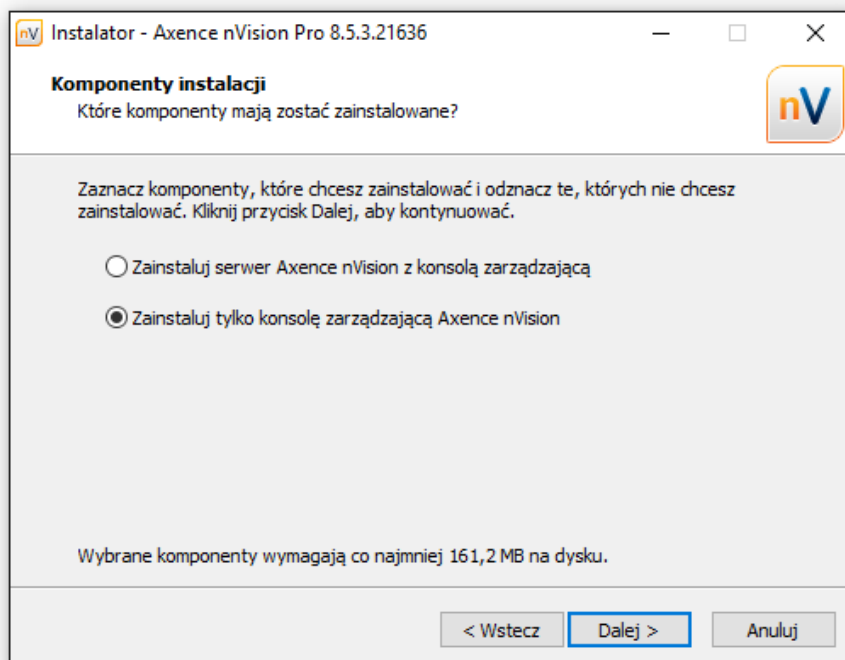 nV Instalator - Axence nVision Pro 8.5.3.21636
Komponenty instalacji
Które komponenty mają zostać zainstalowane?
nV
Zaznacz komponenty, które chcesz zainstalować i odznacz te, których nie chcesz
zainstalować. Kliknij przycisk Dalej, aby kontynuować.
Zainstaluj serwer Axence nVision z konsolą zarządzającą
Zainstaluj tylko konsolę zarządzającą Axence nVision
Wybrane komponenty wymagają co najmniej 161,2 MB na dysku.
< Wstecz Dalej > Anuluj